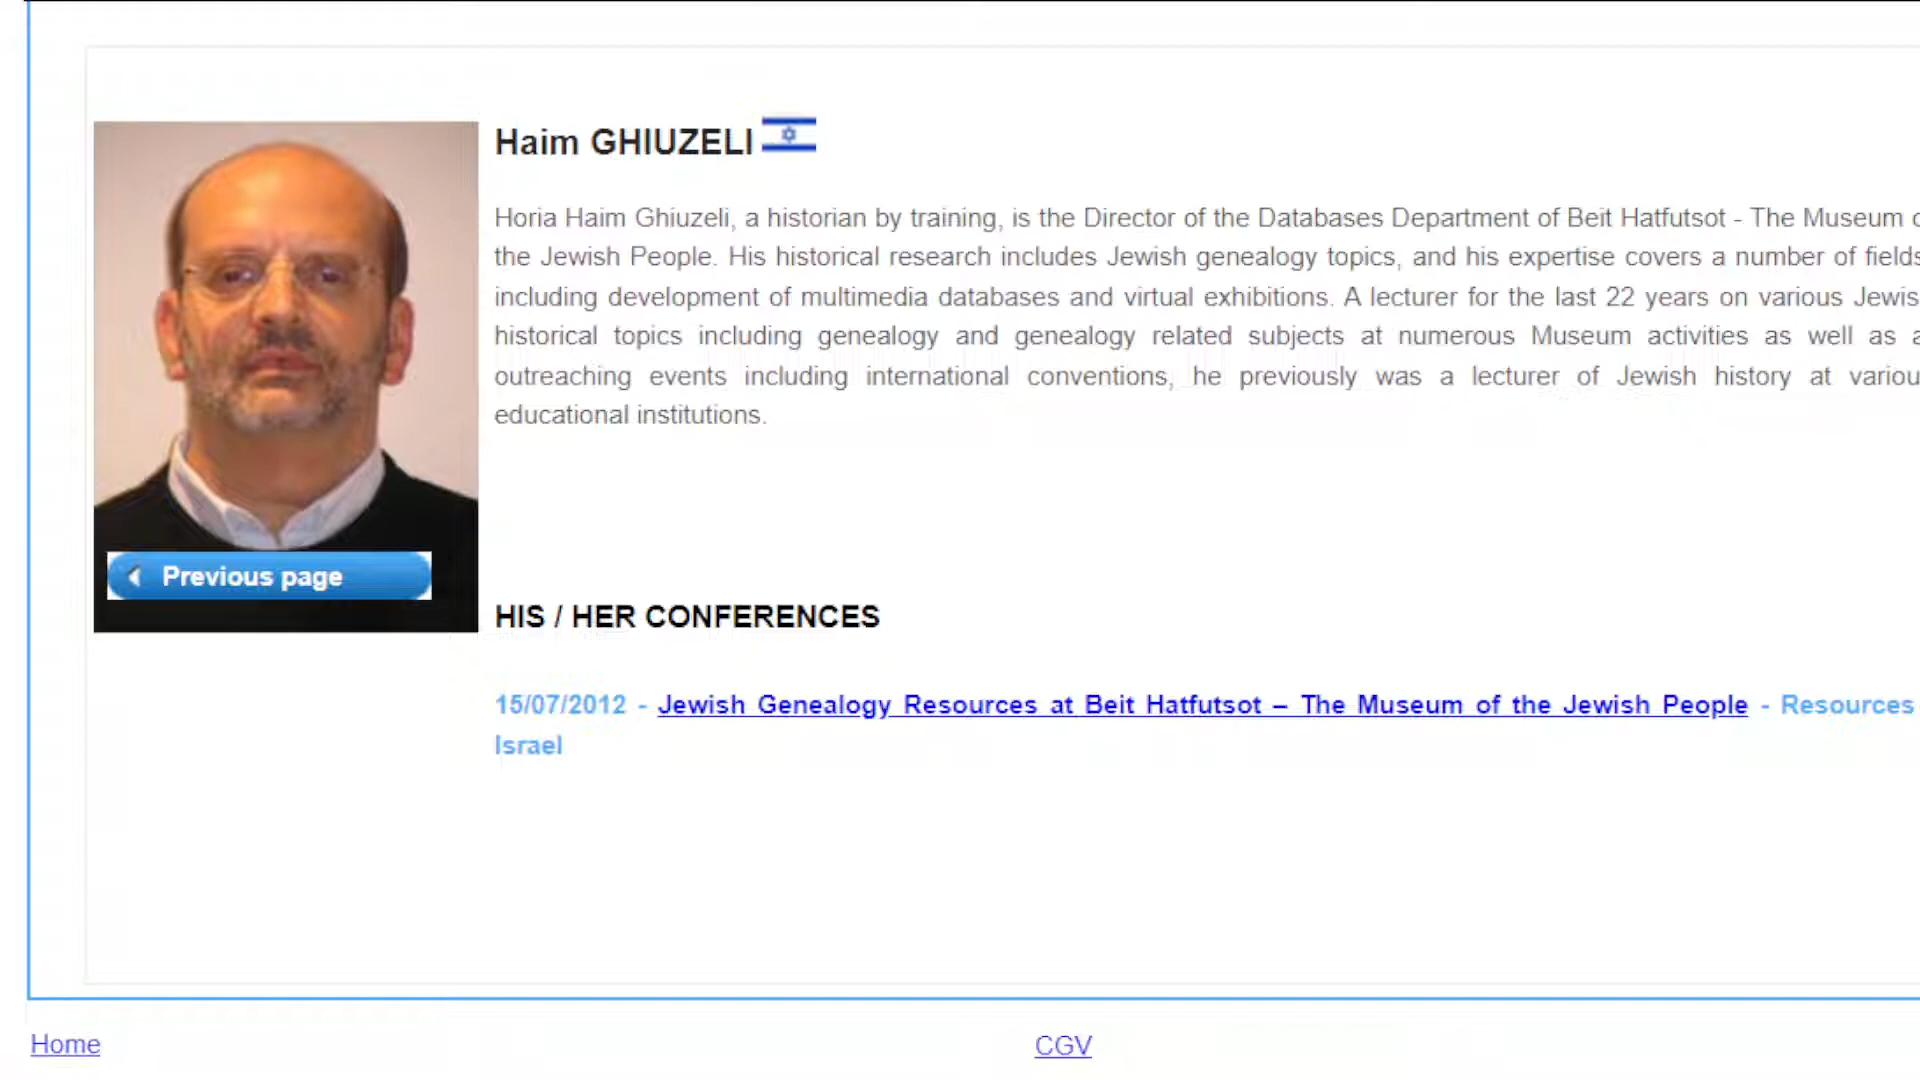 Haim GHIUZELI
Horia Haim Ghiuzeli, a historian by training, is the Director of the Databases Department of Beit Hatfutsot - The Museum
the Jewish People. His historical research includes Jewish genealogy topics, and his expertise covers a number of fields
including development of multimedia databases and virtual exhibitions. A lecturer for the last 22 years on various
historical topics including genealogy and genealogy related subjects at numerous Museum activities as well as
outreaching events including international conventions, he previously was a lecturer of Jewish history at
educational institutions.
Previous page
HIS / HER CONFERENCES
15/07/2012 - Jewish Genealogy Resources at Beit Hatfutsot – The Museum of the Jewish People - Resources
Israel
Home
CGV